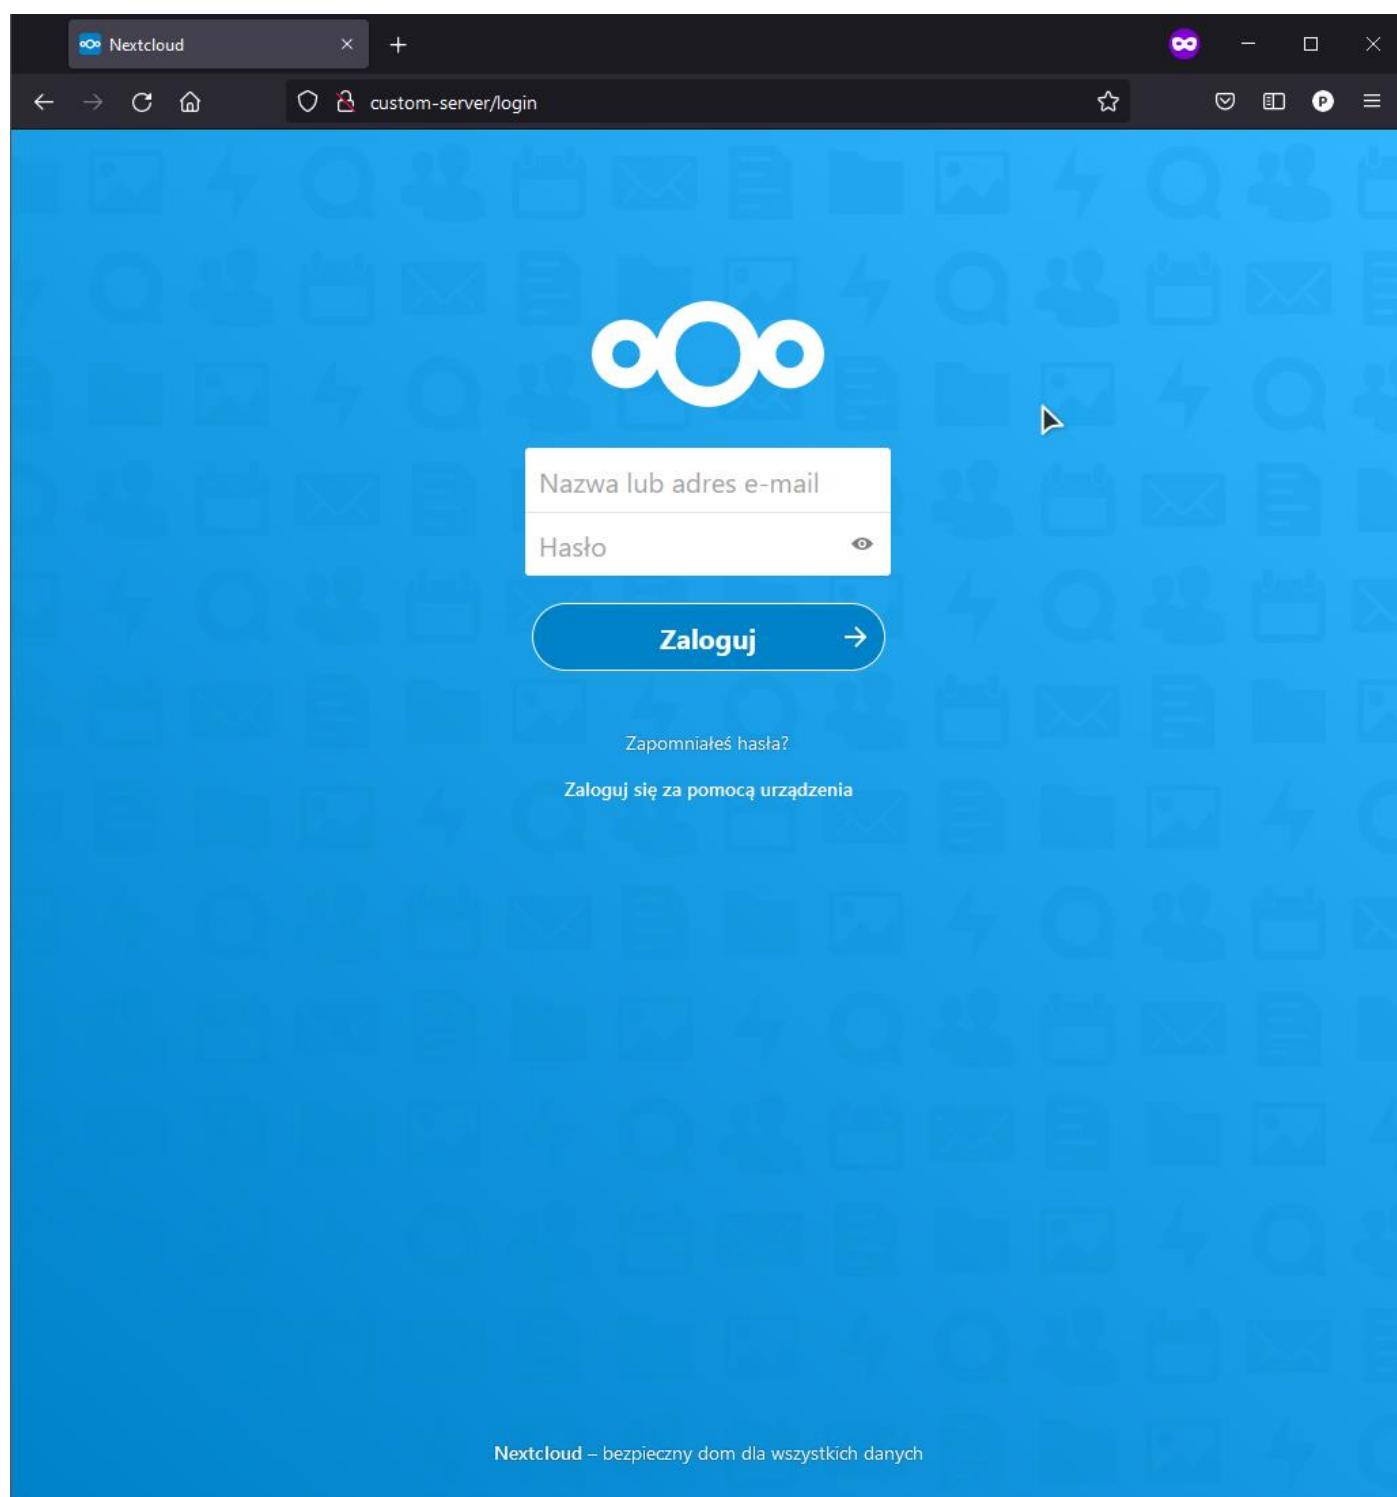 Nextcloud
custom-server/login
P
Nazwa lub adres e-mail
Hasło
Zaloguj
Zapomniałeś hasła?
Zaloguj się za pomocą urządzenia
Nextcloud – bezpieczny dom dla wszystkich danych